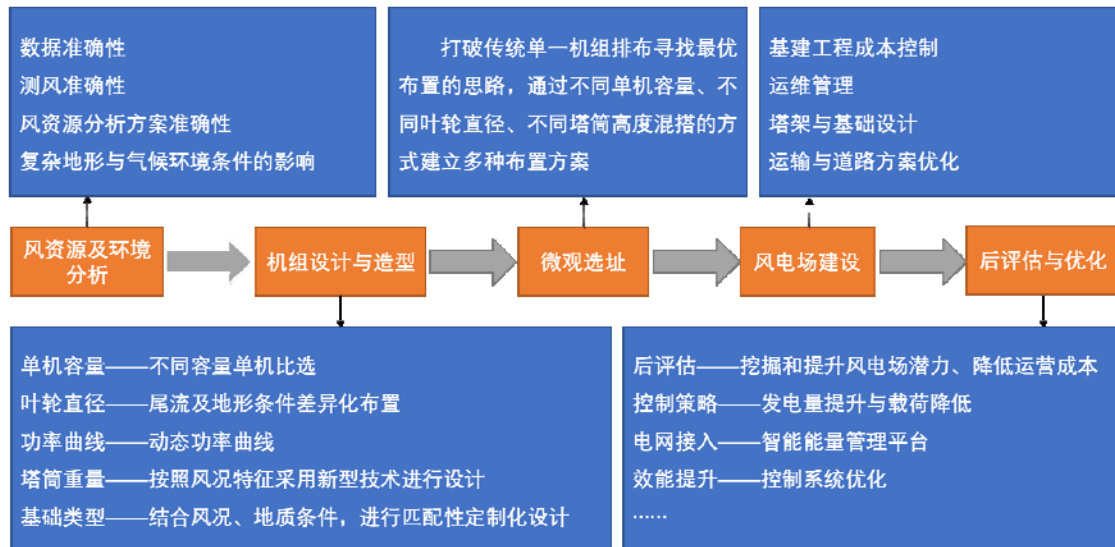 数据准确性
测风准确性
风资源分析方案准确性
复杂地形与气候环境条件的影响
打破传统单一机组排布寻找最优
布置的思路，通过不同单机容量、不
同叶轮直径、不同塔筒高度混搭的方
式建立多种布置方案
基建工程成本控制
运维管理
塔架与基础设计
运输与道路方案优化
风资源及环境
分析
机组设计与造型
微观选址
风电场建设
后评估与优化
单机容量——不同容量单机比选
叶轮直径——尾流及地形条件差异化布置
功率曲线——动态功率曲线
塔筒重量——按照风况特征采用新型技术进行设计
基础类型——结合风况、地质条件，进行匹配性定制化设计
后评估——挖掘和提升风电场潜力、降低运营成本
控制策略——发电量提升与载荷降低
电网接入——智能能量管理平台
效能提升——控制系统优化
……